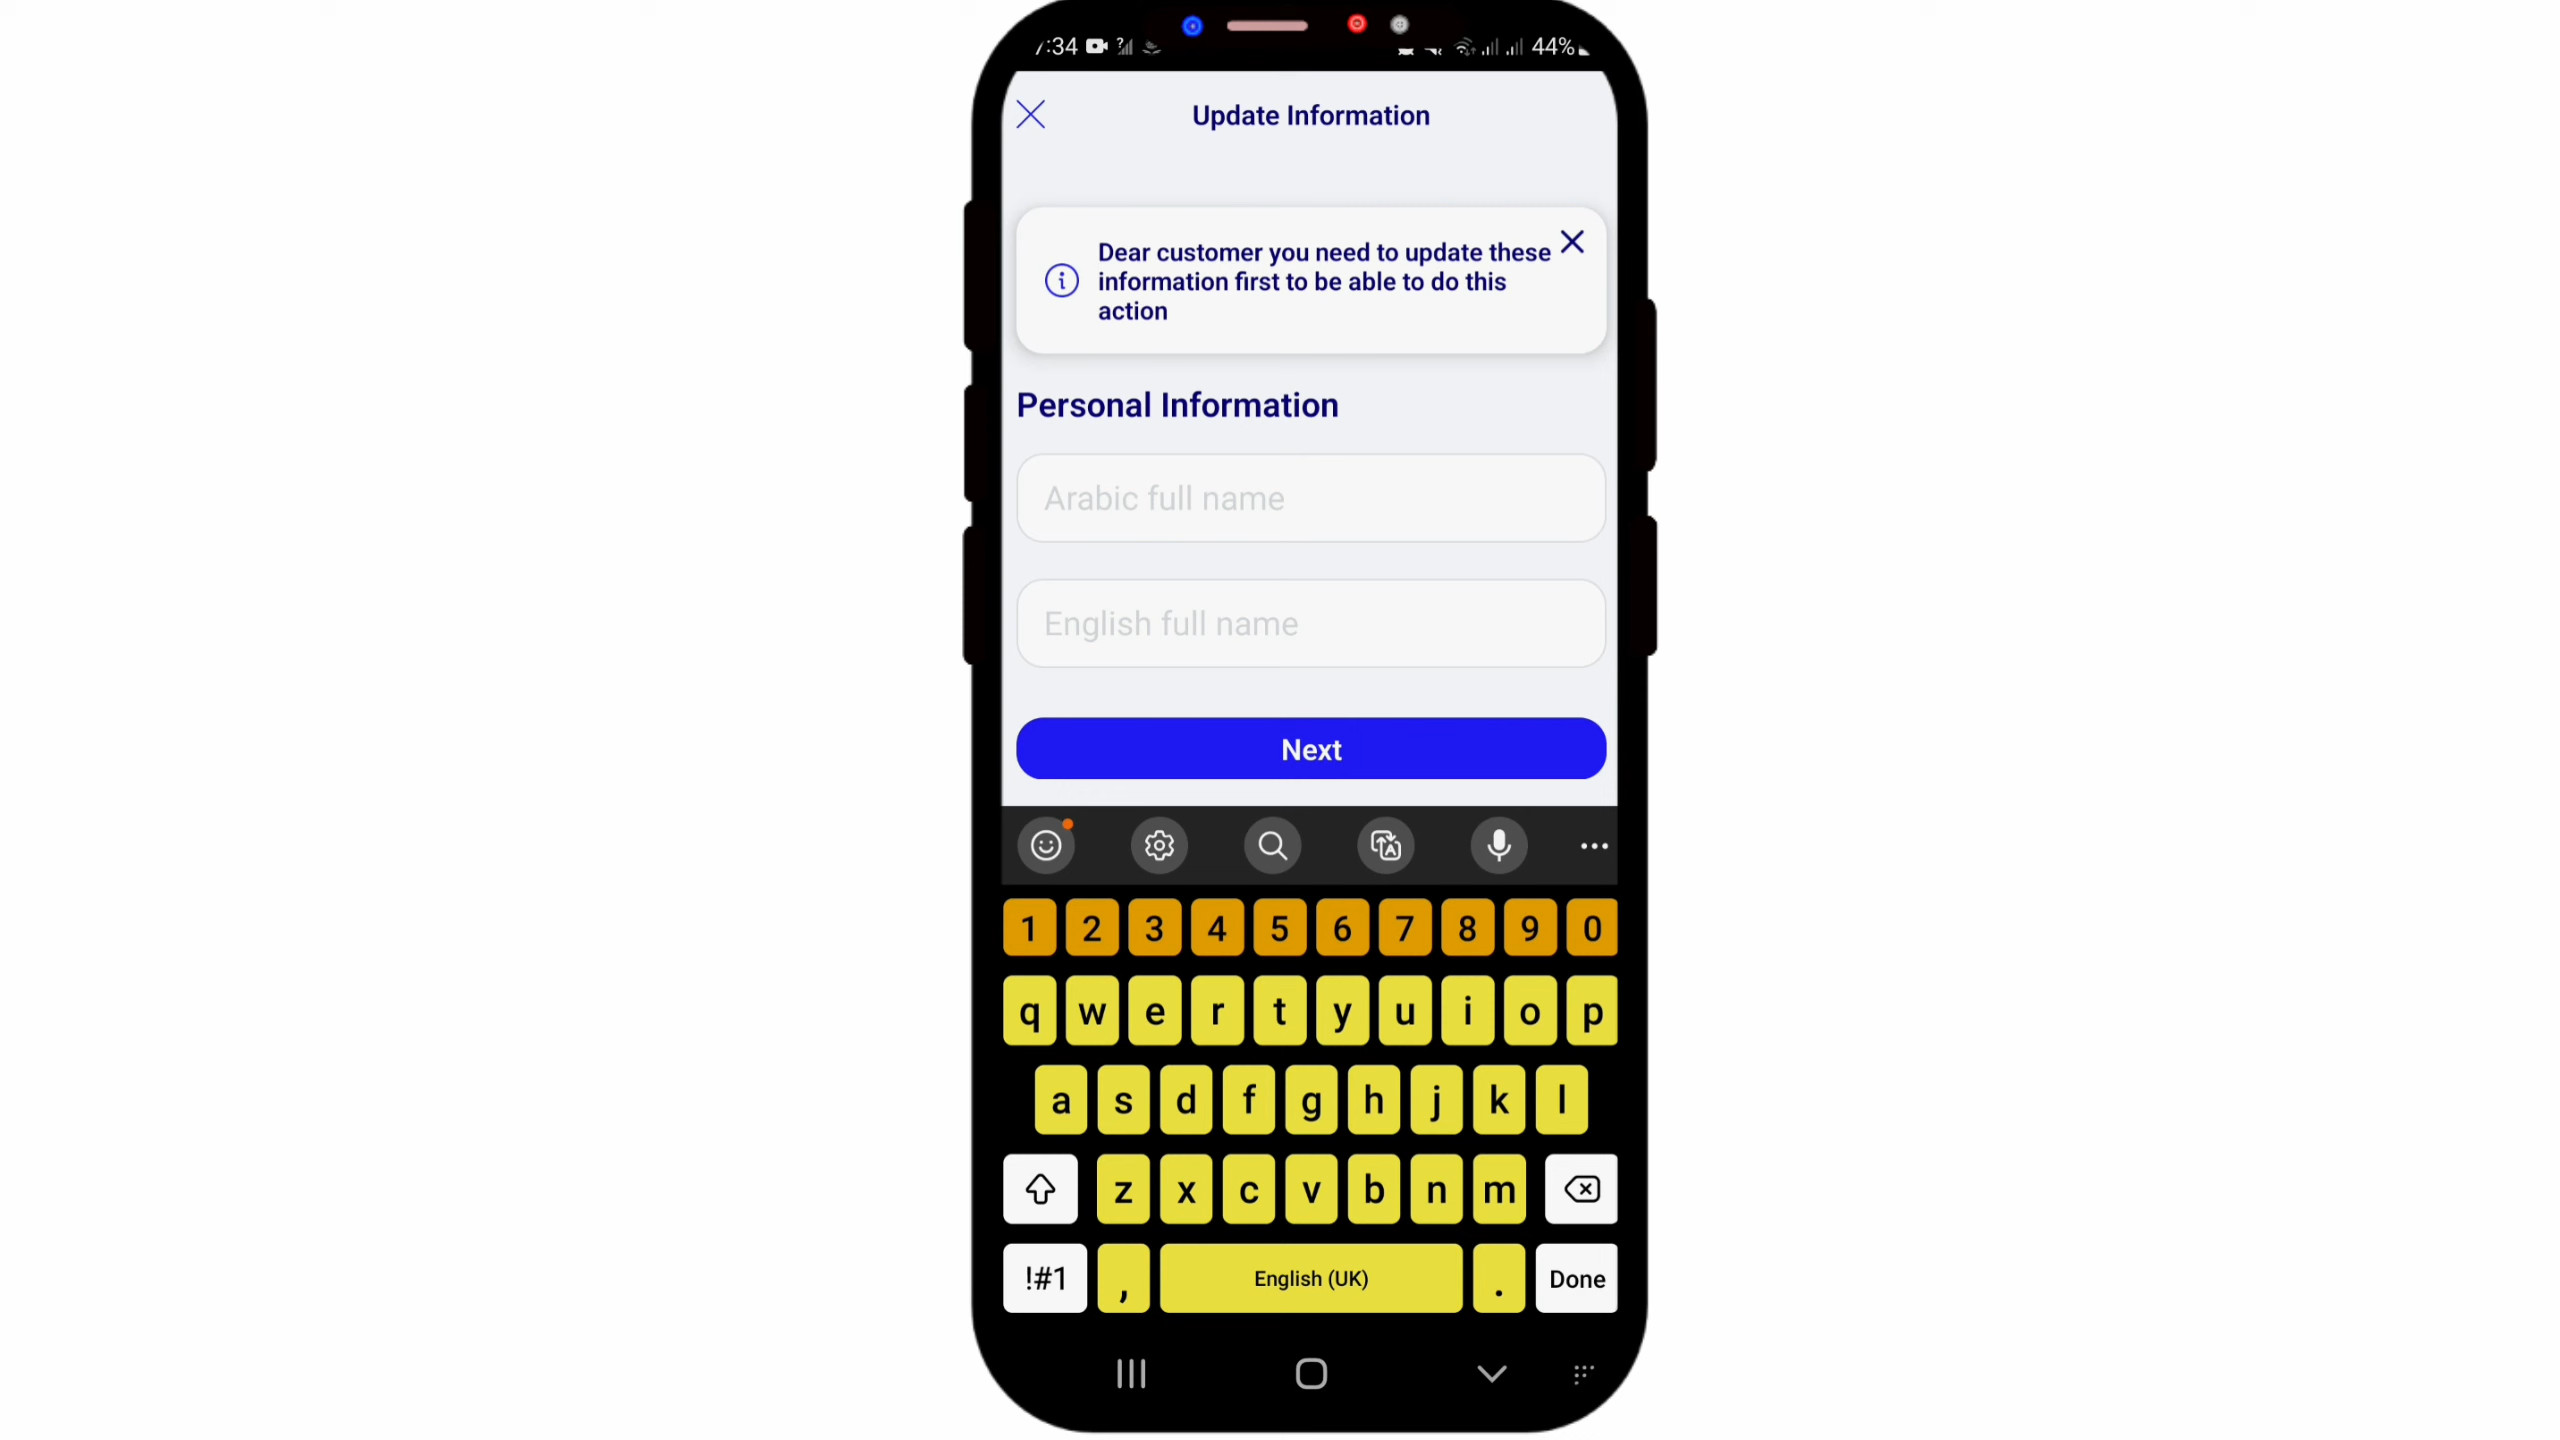 7:34 44%
Update Information
Dear customer you need to update these
information first to be able to do this
action
Personal Information
Arabic full name
English full name
Next
1 2 3 4 5 6 7 8 9 0
q w e r t y u i o p
a s d f g h j k l
z x c v b n m
!#1 , English (UK) . Done